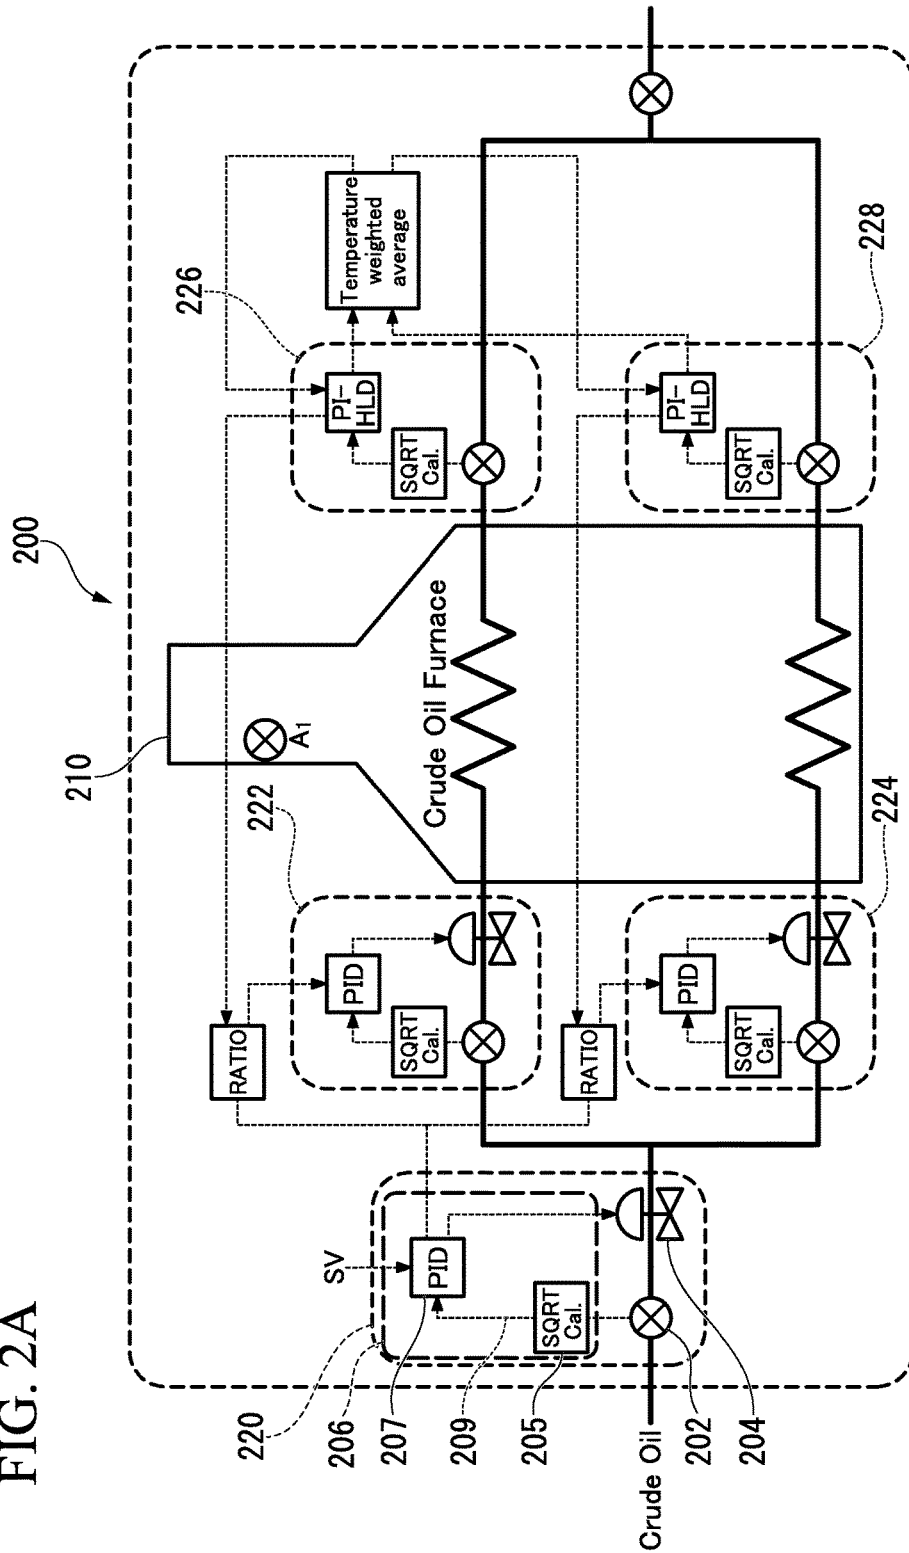 FIG. 2A
200
210
A1
Crude Oil Furnace
220
206
207
209
205
202
204
Crude Oil
SV
PID
SQRT
Cal.
RATIO
222
PID
SQRT
Cal.
RATIO
224
PID
SQRT
Cal.
226
PI-
HLD
SQRT
Cal.
Temperature
weighted
average
228
PI-
HLD
SQRT
Cal.